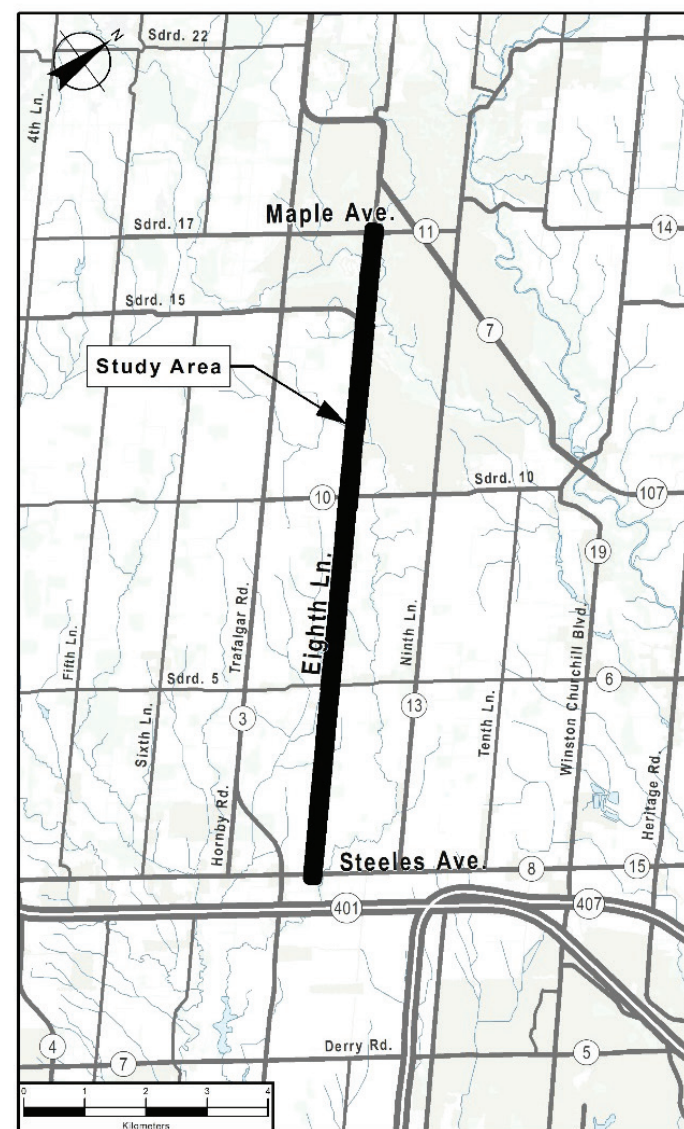 Sdrd. 22
N
4th Ln.
Maple Ave.
Sdrd. 17
11
14
Sdrd. 15
7
Study Area
Sdrd. 10
10
107
19
Eighth Ln.
Trafalgar Rd.
Ninth Ln
Winston Churchill Blvd.
Fifth Ln.
Sdrd. 5
6
Sixth Ln.
3
13
Tenth Ln.
Heritage Rd.
Hornby Rd.
Steeles Ave.
8
15
401
407
4
7
Derry Rd.
5
0 1 2 3 4
Kilometers